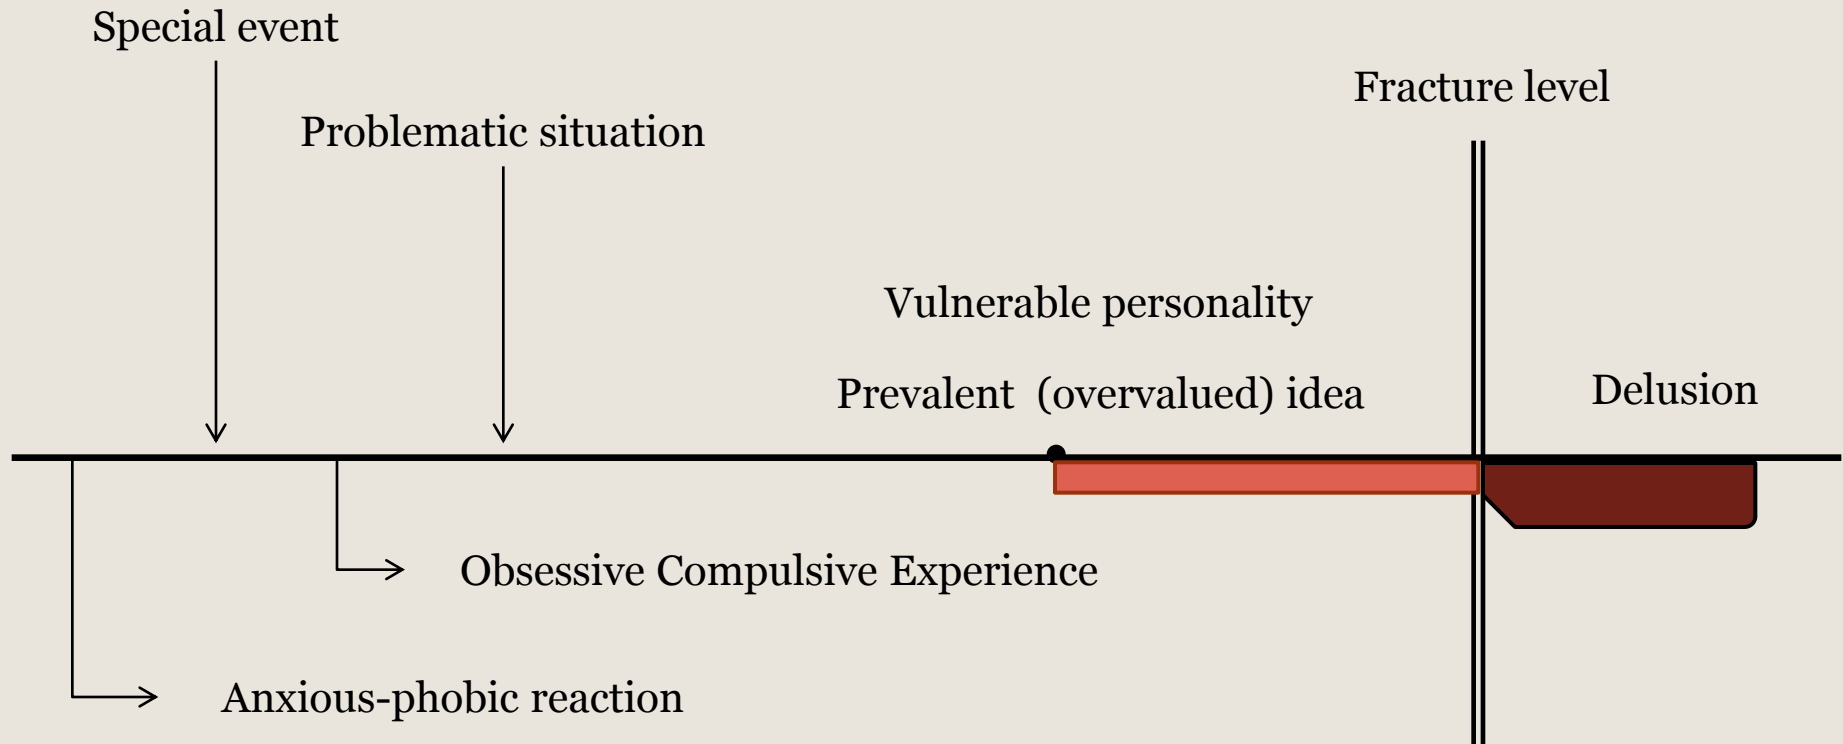 Special event
Fracture level
Problematic situation
Vulnerable personality
Prevalent  (overvalued) idea
Delusion
Obsessive Compulsive Experience
Anxious-phobic reaction